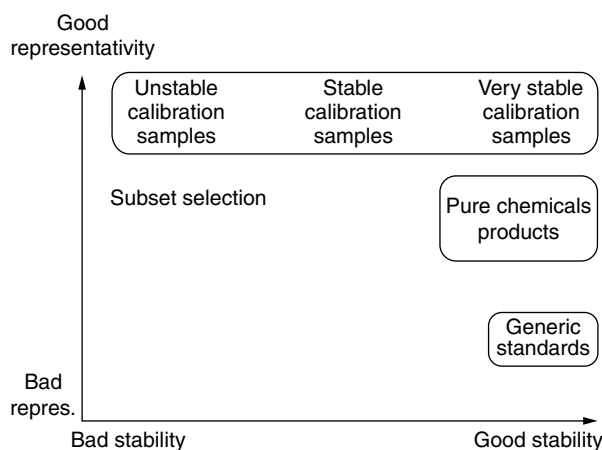 Good
representativity
Unstable
calibration
samples
Stable
calibration
samples
Very stable
calibration
samples
Subset selection
Pure chemicals
products
Generic
standards
Bad
repres.
Bad stability
Good stability